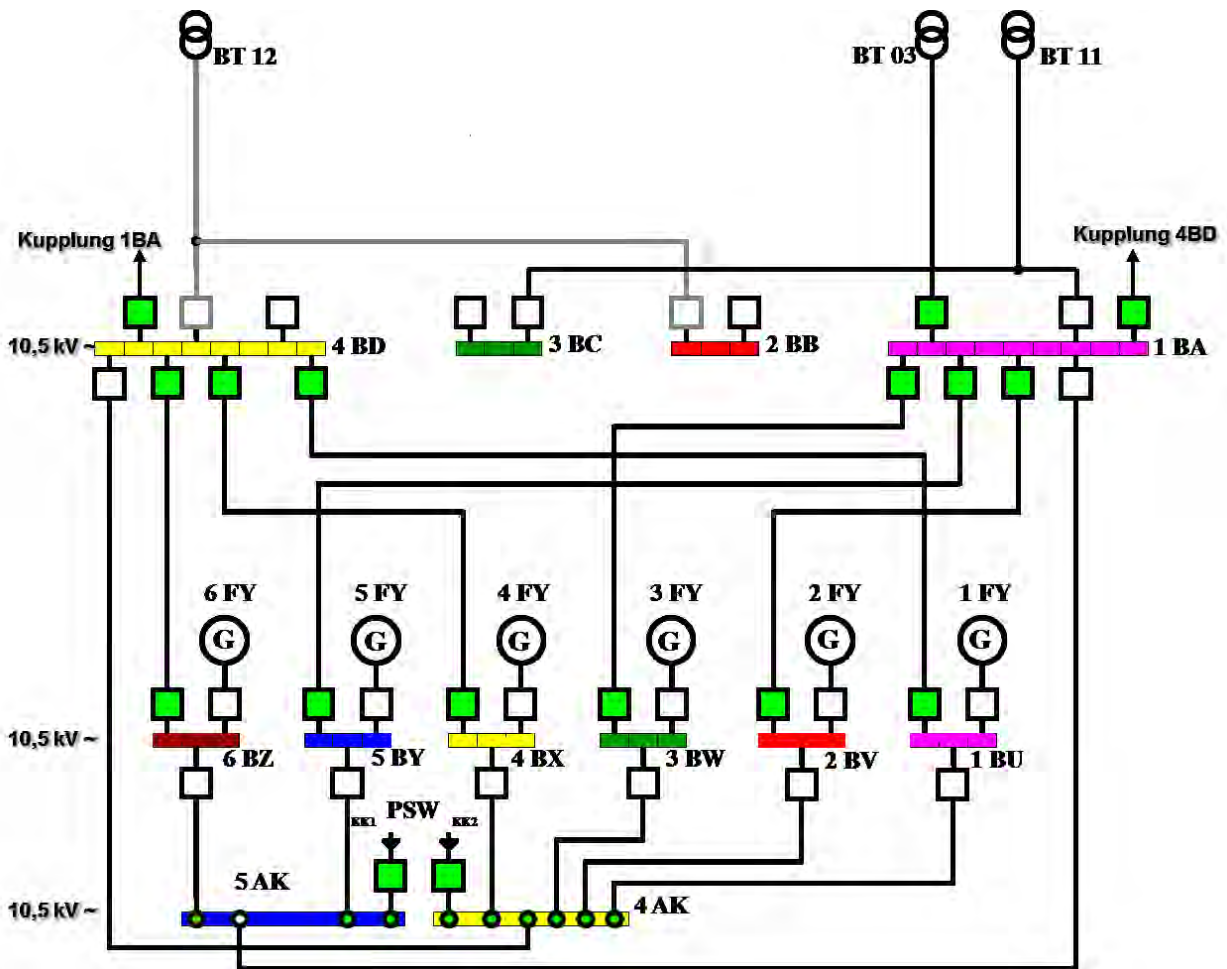 BT 12
BT 03
BT 11
Kupplung 1BA
Kupplung 4BD
10,5 kV ~
4 BD
3 BC
2 BB
1 BA
6 FY
5 FY
4 FY
3 FY
2 FY
1 FY
G
G
G
G
G
G
10,5 kV ~
6 BZ
5 BY
4 BX
3 BW
2 BV
1 BU
KK1
PSW
KK2
5 AK
4 AK
10,5 kV ~